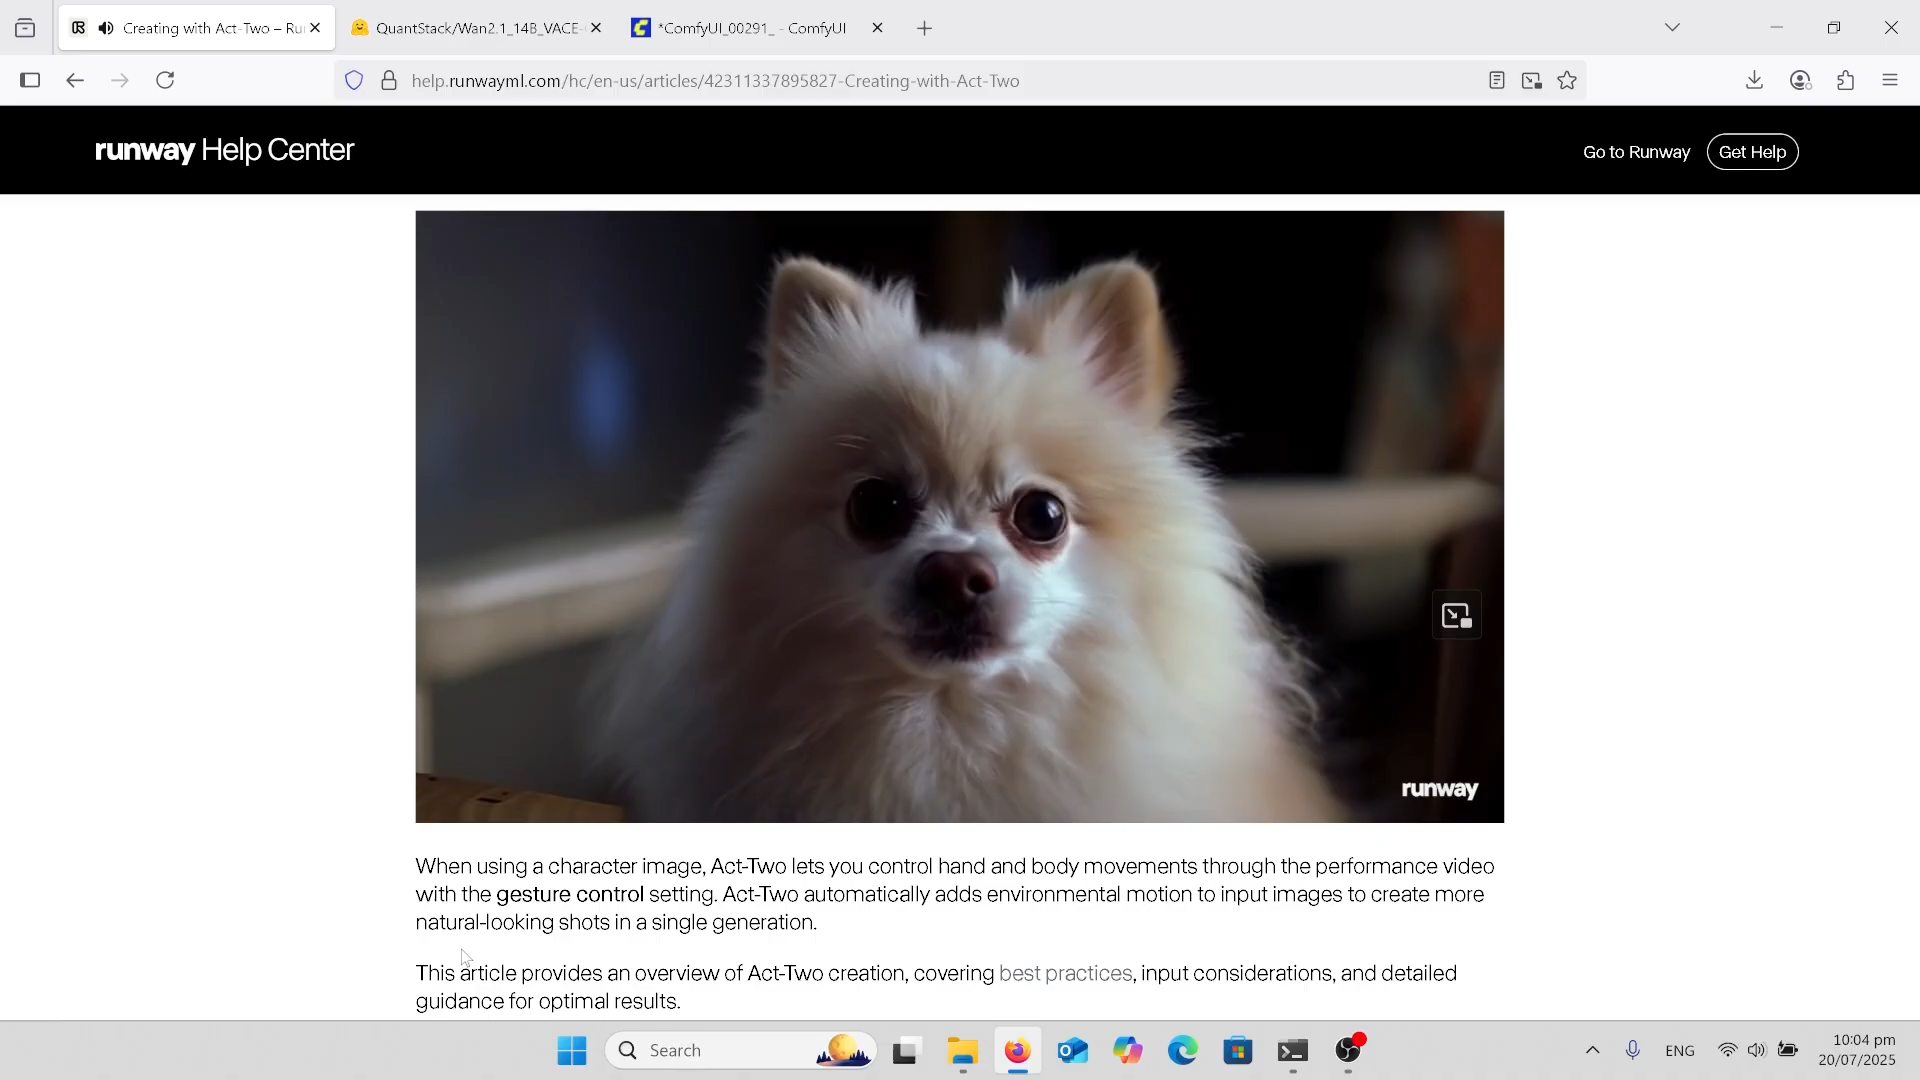 Creating with Act-Two – Ru
QuantStack/Wan2.1_14B_VACE-
*ComfyUI_00291_ - ComfyUI
help.runwayml.com/hc/en-us/articles/42311337895827-Creating-with-Act-Two
runway Help Center
Go to Runway
Get Help
runway
When using a character image, Act-Two lets you control hand and body movements through the performance video
with the gesture control setting. Act-Two automatically adds environmental motion to input images to create more
natural-looking shots in a single generation.
This article provides an overview of Act-Two creation, covering best practices, input considerations, and detailed
guidance for optimal results.
Search
ENG
10:04 pm
20/07/2025